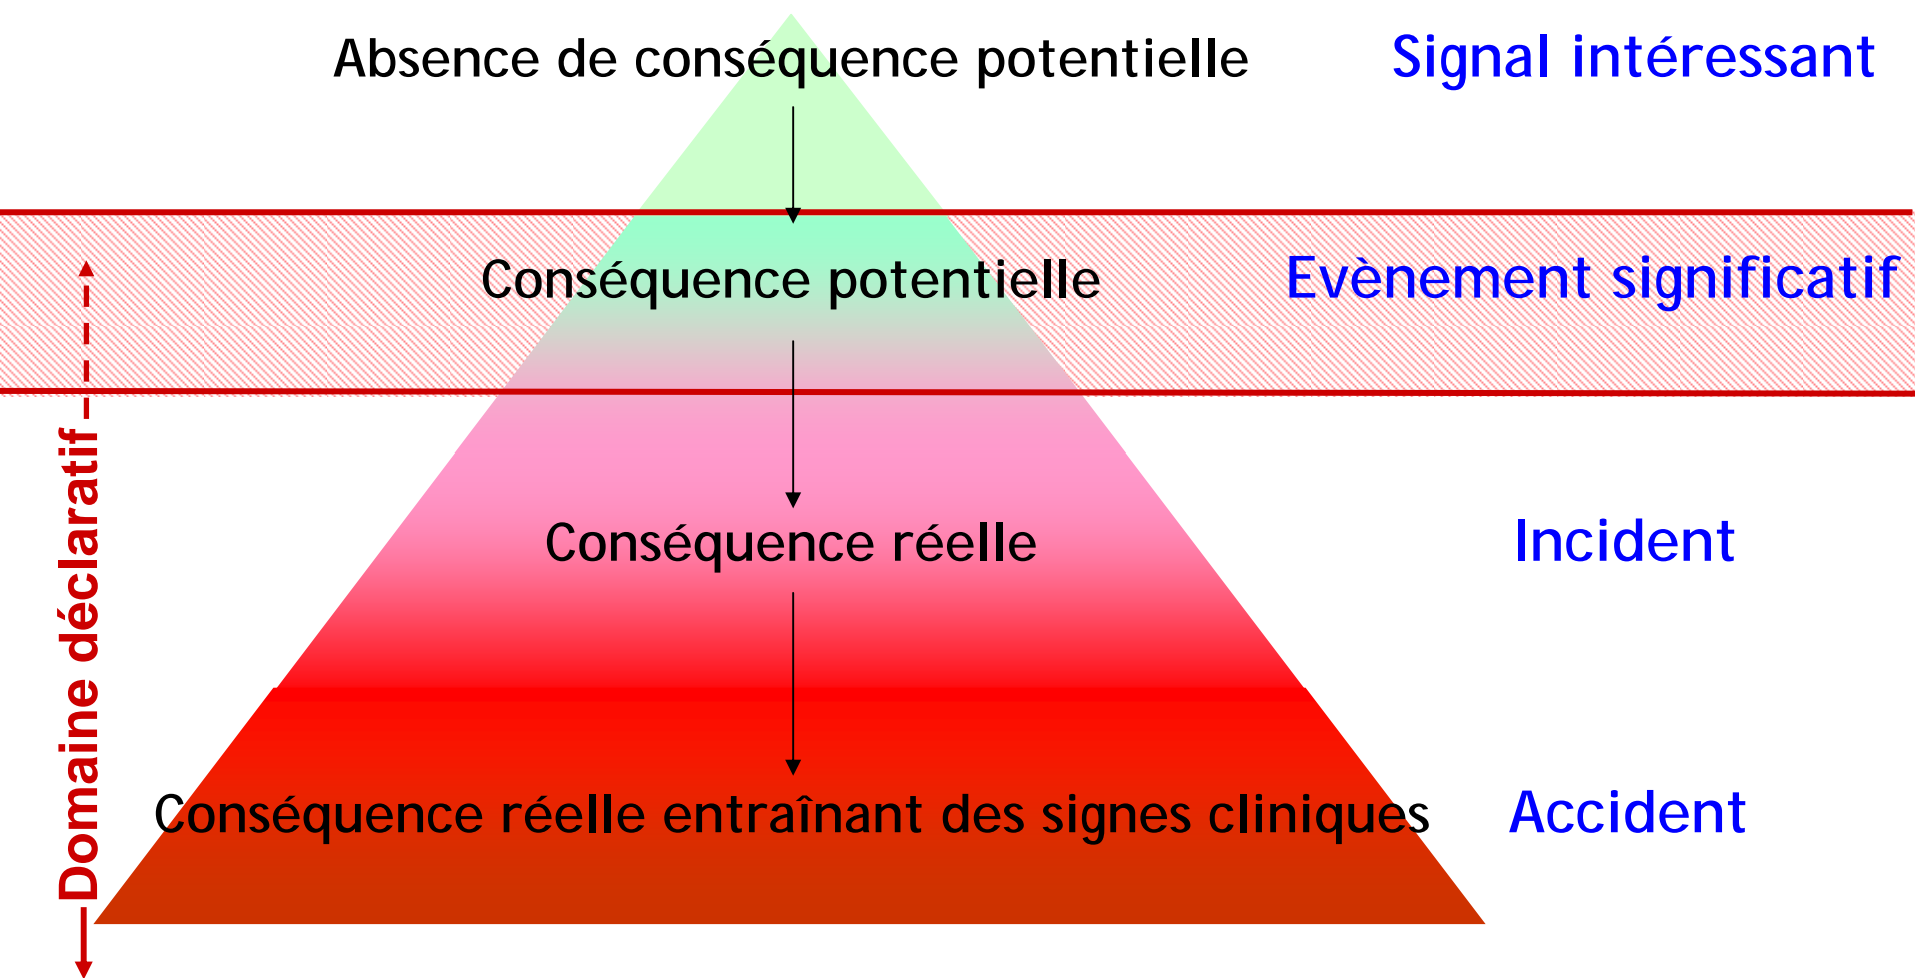 Absence de conséquence potentielle
Signal intéressant
Conséquence potentielle
Evènement significatif
Conséquence réelle
Incident
Conséquence réelle entraînant des signes cliniques
Accident
Domaine déclaratif